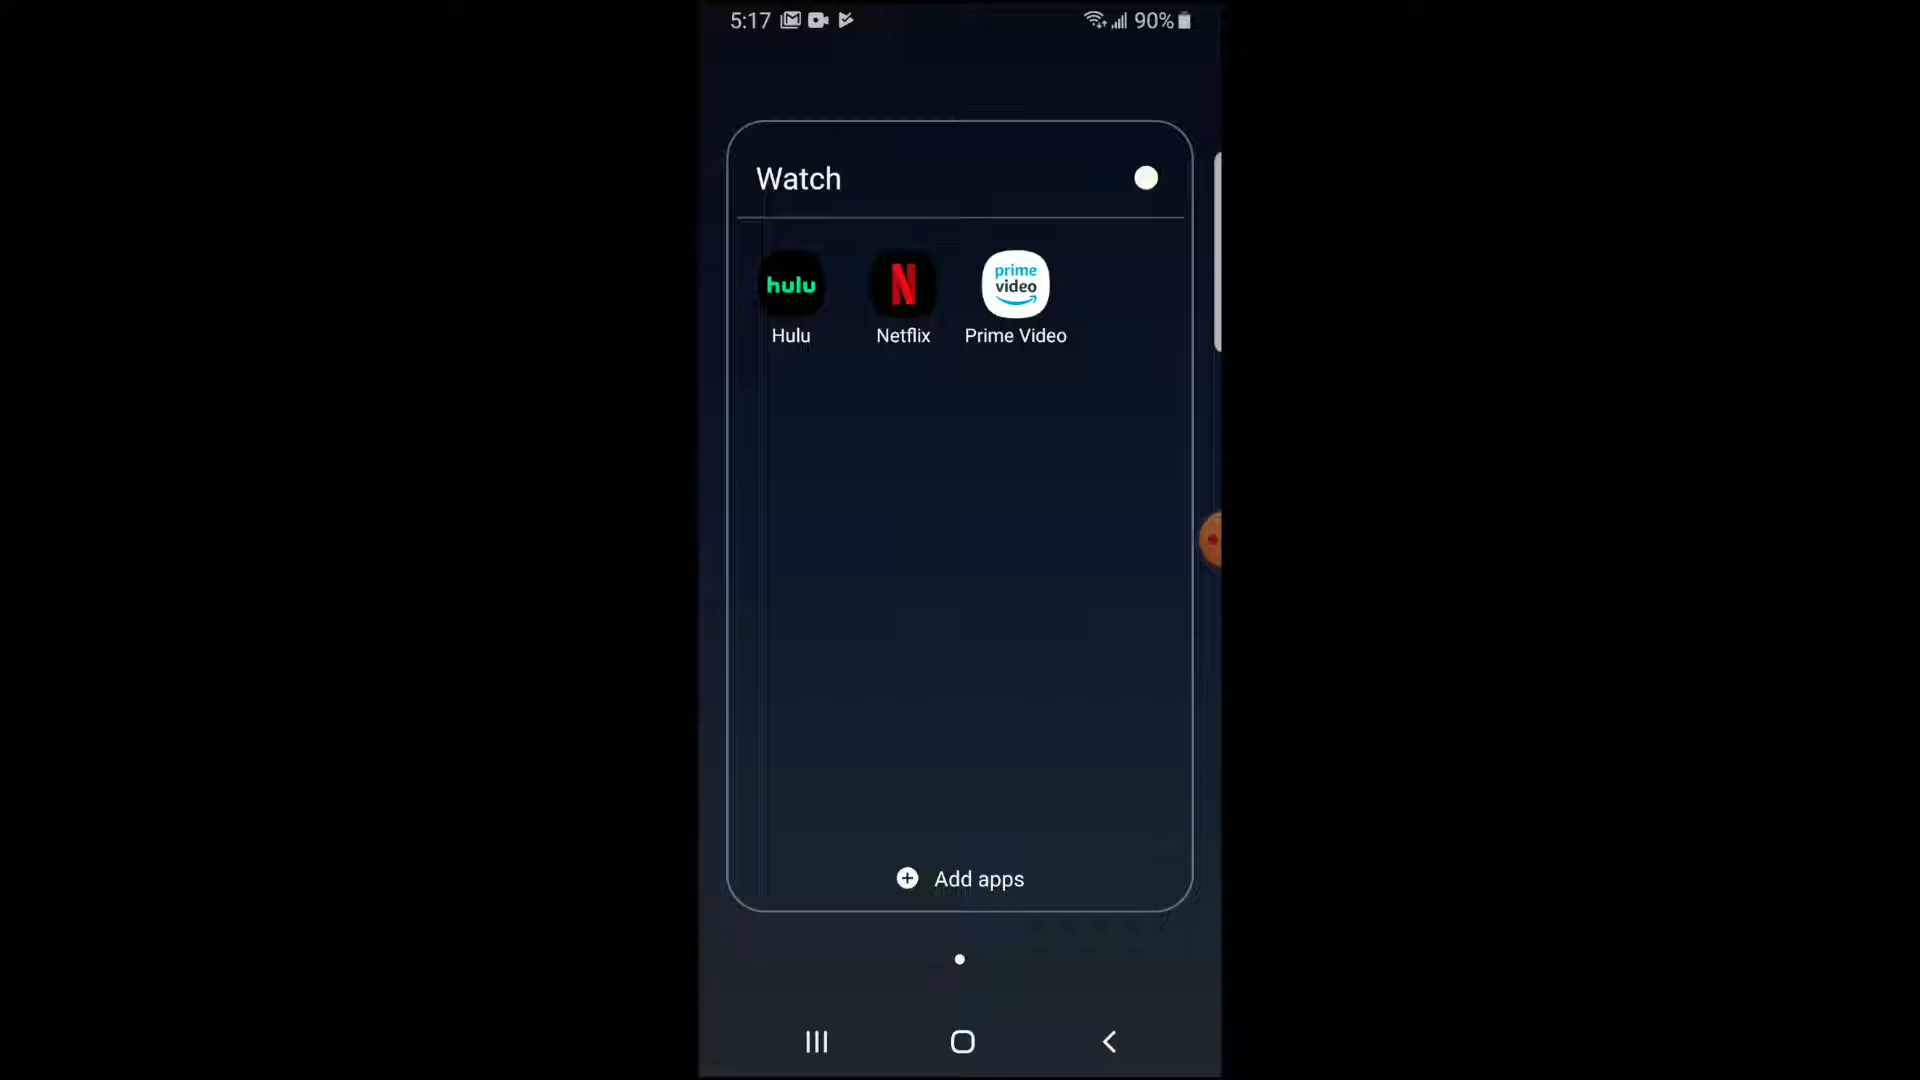 5:17 90%
Watch
hulu N prime
video
Hulu Netflix Prime Video
Add apps